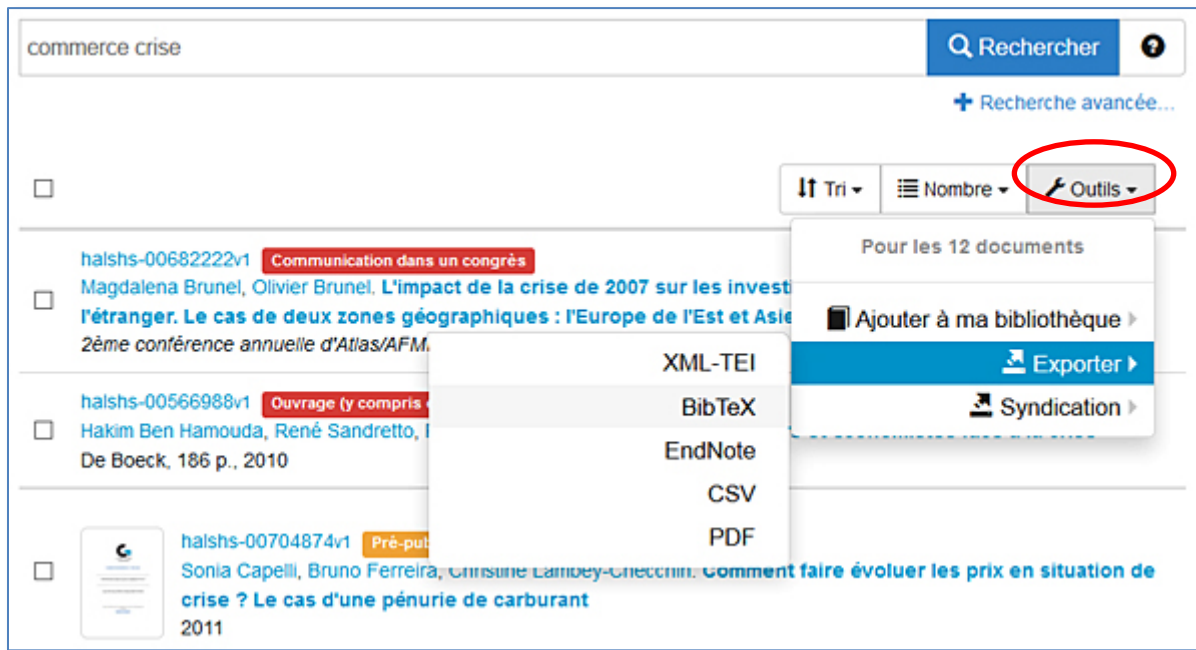 commerce crise
Rechercher
Recherche avancée...
Tri
Nombre
Outils
Pour les 12 documents
Ajouter à ma bibliothèque
Exporter
Syndication
XML-TEI
BibTeX
EndNote
CSV
PDF
halshs-00682222v1 Communication dans un congrès
Magdalena Brunel, Olivier Brunel. L'impact de la crise de 2007 sur les investi
l'étranger. Le cas de deux zones géographiques : l'Europe de l'Est et Asie
2ème conférence annuelle d'Atlas/AFM
halshs-00566988v1 Ouvrage (y compris
Hakim Ben Hamouda, René Sandretto,
De Boeck, 186 p., 2010
halshs-00704874v1 Pré-pub
Sonia Capelli, Bruno Ferreira, Christine Lambey-Checchin. Comment faire évoluer les prix en situation de
crise ? Le cas d'une pénurie de carburant
2011